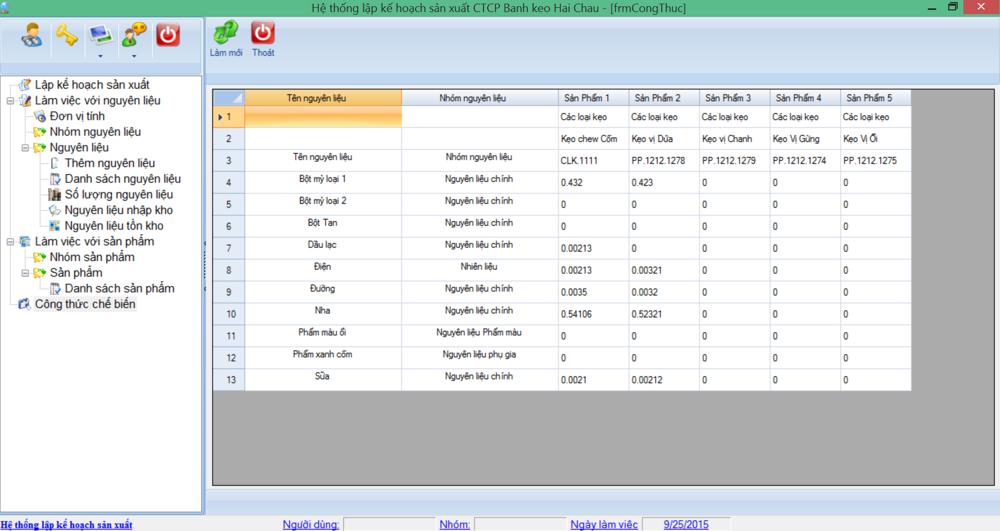 Hệ thống lập kế hoạch sản xuất CTCP Banh keo Hai Chau - [frmCongThuc]
Làm mới Thoát
Lập kế hoạch sản xuất
Làm việc với nguyên liệu
Đơn vị tính
Nhóm nguyên liệu
Nguyên liệu
Thêm nguyên liệu
Danh sách nguyên liệu
Số lượng nguyên liệu
Nguyên liệu nhập kho
Nguyên liệu tồn kho
Làm việc với sản phẩm
Nhóm sản phẩm
Sản phẩm
Danh sách sản phẩm
Công thức chế biến
Tên nguyên liệu Nhóm nguyên liệu Sản Phẩm 1 Sản Phẩm 2 Sản Phẩm 3 Sản Phẩm 4 Sản Phẩm 5
1 Các loại kẹo Các loại kẹo Các loại kẹo Các loại kẹo Các loại kẹo
2 Kẹo chew Cốm Kẹo vị Dứa Kẹo vị Chanh Kẹo Vị Gừng Kẹo Vị Ổi
3 Tên nguyên liệu Nhóm nguyên liệu CLK.1111 PP.1212.1278 PP.1212.1279 PP.1212.1274 PP.1212.1275
4 Bột mỳ loại 1 Nguyên liệu chính 0.432 0.423 0 0 0
5 Bột mỳ loại 2 Nguyên liệu chính 0 0 0 0 0
6 Bột Tan Nguyên liệu chính 0 0 0 0 0
7 Dầu lạc Nguyên liệu chính 0.00213 0 0 0 0
8 Điện Nhiên liệu 0.00213 0.00321 0 0 0
9 Đường Nguyên liệu chính 0.0035 0.0032 0 0 0
10 Nha Nguyên liệu chính 0.54106 0.52321 0 0 0
11 Phẩm màu ổi Nguyên liệu Phẩm màu 0 0 0 0 0
12 Phẩm xanh cốm Nguyên liệu phụ gia 0 0 0 0 0
13 Sữa Nguyên liệu chính 0.0021 0.00212 0 0 0
Hệ thống lập kế hoạch sản xuất Người dùng: Nhóm: Ngày làm viêc 9/25/2015